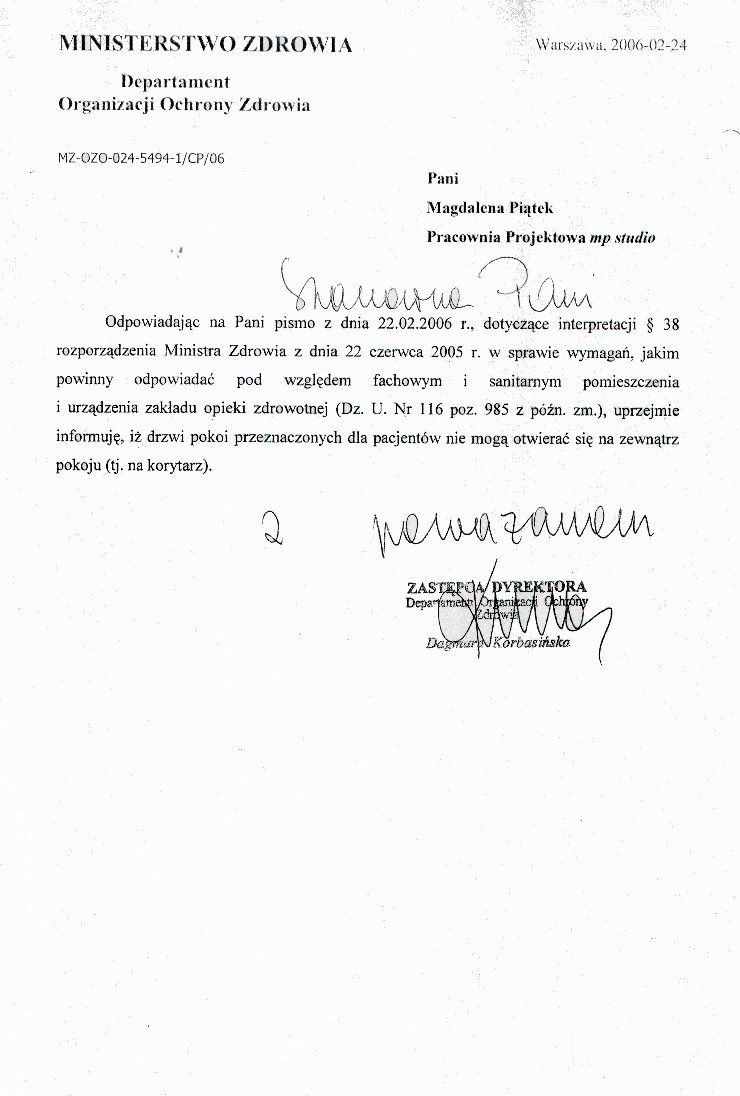 MINISTERSTWO ZDROWIA
Warszawa, 2006-02-24
Departament
Organizacji Ochrony Zdrowia
MZ-OZO-024-5494-1/CP/06
Pani
Magdalena Piątek
Pracownia Projektowa mp studio
Szanowna Pani
Odpowiadając na Pani pismo z dnia 22.02.2006 r., dotyczące interpretacji § 38
rozporządzenia Ministra Zdrowia z dnia 22 czerwca 2005 r. w sprawie wymagań, jakim
powinny odpowiadać pod względem fachowym i sanitarnym pomieszczenia
i urządzenia zakładu opieki zdrowotnej (Dz. U. Nr 116 poz. 985 z późn. zm.), uprzejmie
informuję, iż drzwi pokoi przeznaczonych dla pacjentów nie mogą otwierać się na zewnątrz
pokoju (tj. na korytarz).
Z poważaniem
ZASTĘPCA DYREKTORA
Departamentu Organizacji Ochrony
Zdrowia
Dagmara Korbasińska